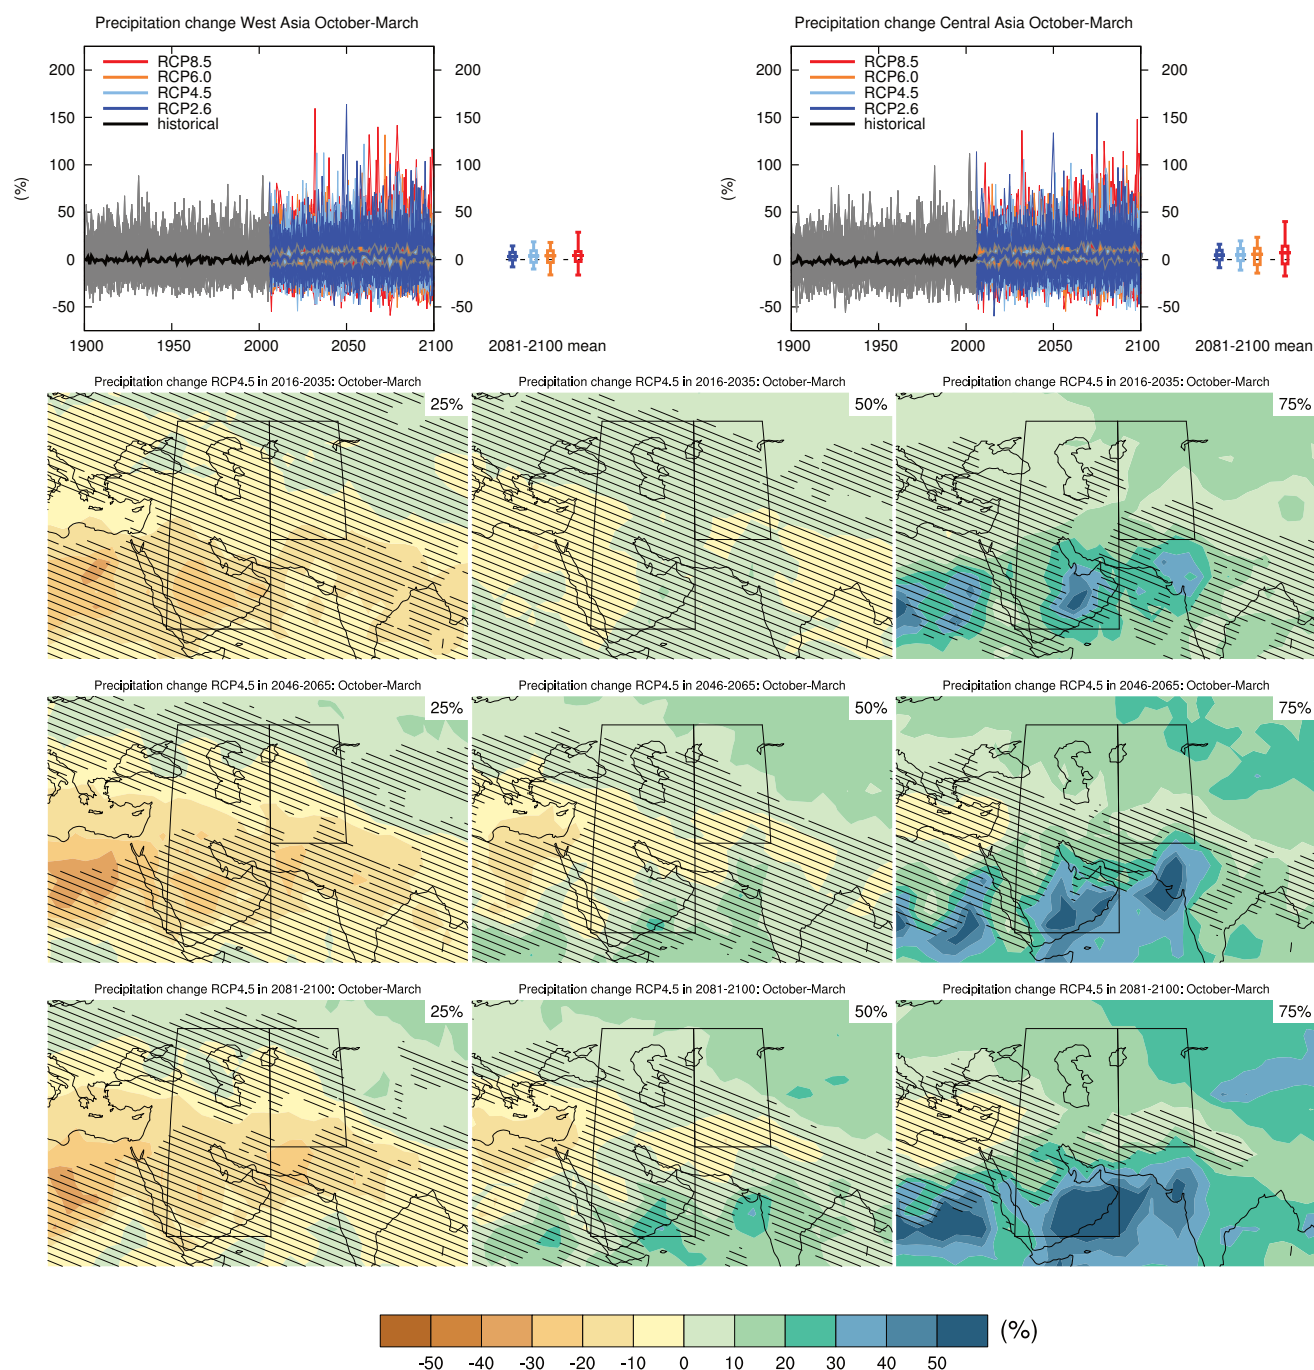 Precipitation change West Asia October-March
200
150
100
50
0
-50
(%)
RCP8.5
RCP6.0
RCP4.5
RCP2.6
historical
200
150
100
50
0
-50
1900 1950 2000 2050 2100
2081-2100 mean
Precipitation change Central Asia October-March
200
150
100
50
0
-50
(%)
RCP8.5
RCP6.0
RCP4.5
RCP2.6
historical
200
150
100
50
0
-50
1900 1950 2000 2050 2100
2081-2100 mean
Precipitation change RCP4.5 in 2016-2035: October-March
25%
Precipitation change RCP4.5 in 2016-2035: October-March
50%
Precipitation change RCP4.5 in 2016-2035: October-March
75%
Precipitation change RCP4.5 in 2046-2065: October-March
25%
Precipitation change RCP4.5 in 2046-2065: October-March
50%
Precipitation change RCP4.5 in 2046-2065: October-March
75%
Precipitation change RCP4.5 in 2081-2100: October-March
25%
Precipitation change RCP4.5 in 2081-2100: October-March
50%
Precipitation change RCP4.5 in 2081-2100: October-March
75%
(%)
-50 -40 -30 -20 -10 0 10 20 30 40 50